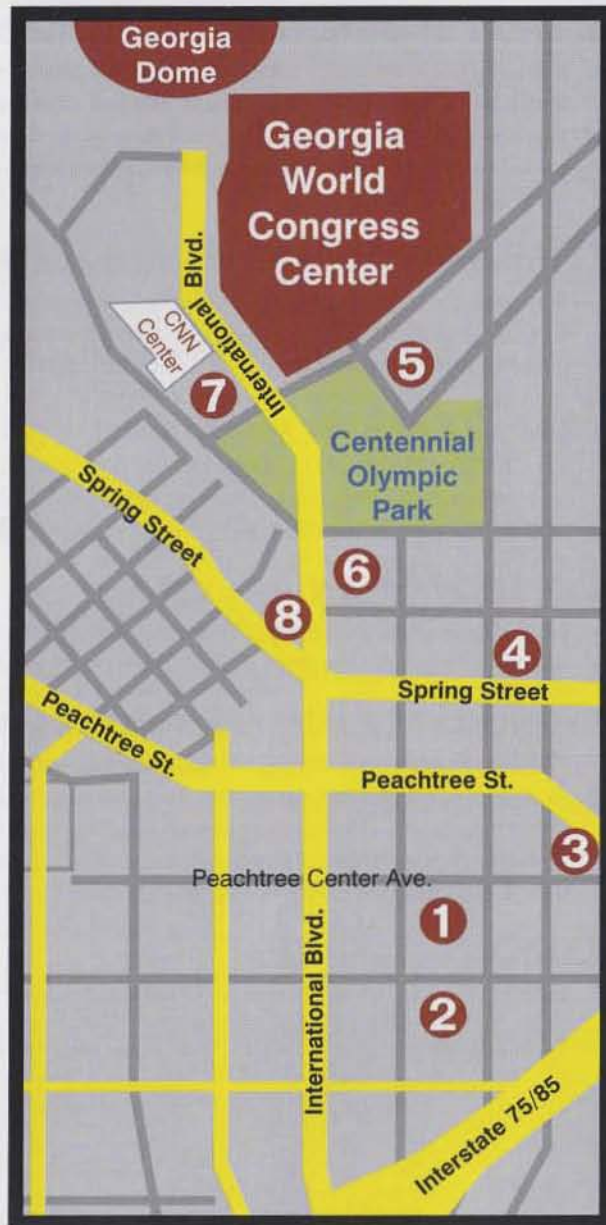 Georgia
Dome
Georgia
World
Congress
Center
International Blvd.
CNN
Center
7
5
Centennial
Olympic
Park
Spring Street
6
8
4
Spring Street
Peachtree St.
Peachtree St.
3
Peachtree Center Ave.
1
International Blvd.
2
Interstate 75/85